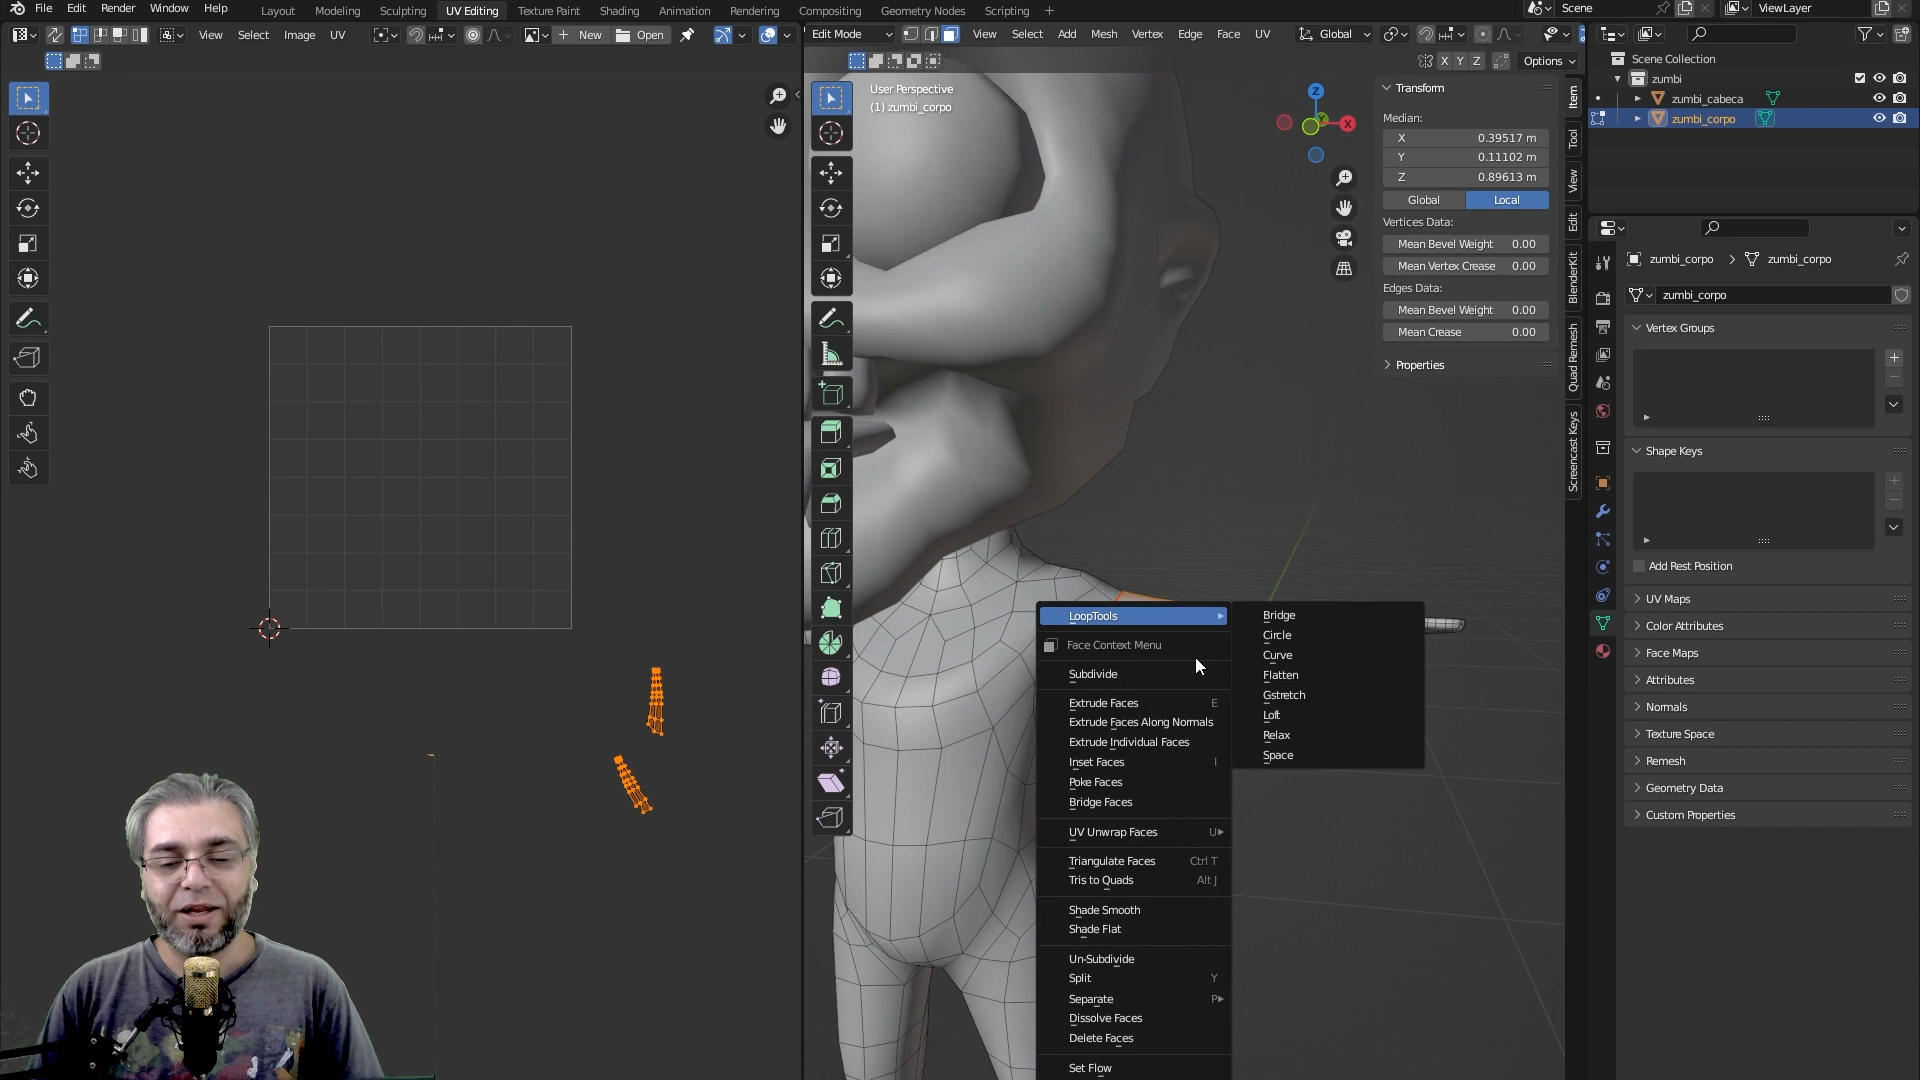 File Edit Render Window Help
Layout Modeling Sculpting UV Editing Texture Paint Shading Animation Rendering Compositing Geometry Nodes Scripting +
Scene
ViewLayer
View Select Image UV
New
Open
Edit Mode
View Select Add Mesh Vertex Edge Face UV
Global
X Y Z
Options
User Perspective
(1) zumbi_corpo
Z
X
Y
Transform
Median:
X 0.39517 m
Y 0.11102 m
Z 0.89613 m
Global Local
Vertices Data:
Mean Bevel Weight 0.00
Mean Vertex Crease 0.00
Edges Data:
Mean Bevel Weight 0.00
Mean Crease 0.00
Properties
Item
Tool
View
Edit
BlenderKit
Quad Remesh
Screencast Keys
Scene Collection
zumbi
zumbi_cabeca
zumbi_corpo
zumbi_corpo
zumbi_corpo
zumbi_corpo
Vertex Groups
Shape Keys
Add Rest Position
UV Maps
Color Attributes
Face Maps
Attributes
Normals
Texture Space
Remesh
Geometry Data
Custom Properties
LoopTools
Face Context Menu
Subdivide
Extrude Faces E
Extrude Faces Along Normals
Extrude Individual Faces
Inset Faces I
Poke Faces
Bridge Faces
UV Unwrap Faces U
Triangulate Faces Ctrl T
Tris to Quads Alt J
Shade Smooth
Shade Flat
Un-Subdivide
Split Y
Separate P
Dissolve Faces
Delete Faces
Set Flow
Bridge
Circle
Curve
Flatten
Gstretch
Loft
Relax
Space